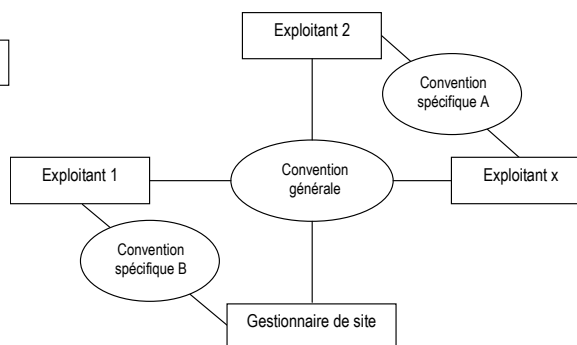 Exploitant 2
Convention
spécifique A
Convention
générale
Exploitant 1
Exploitant x
Convention
spécifique B
Gestionnaire de site